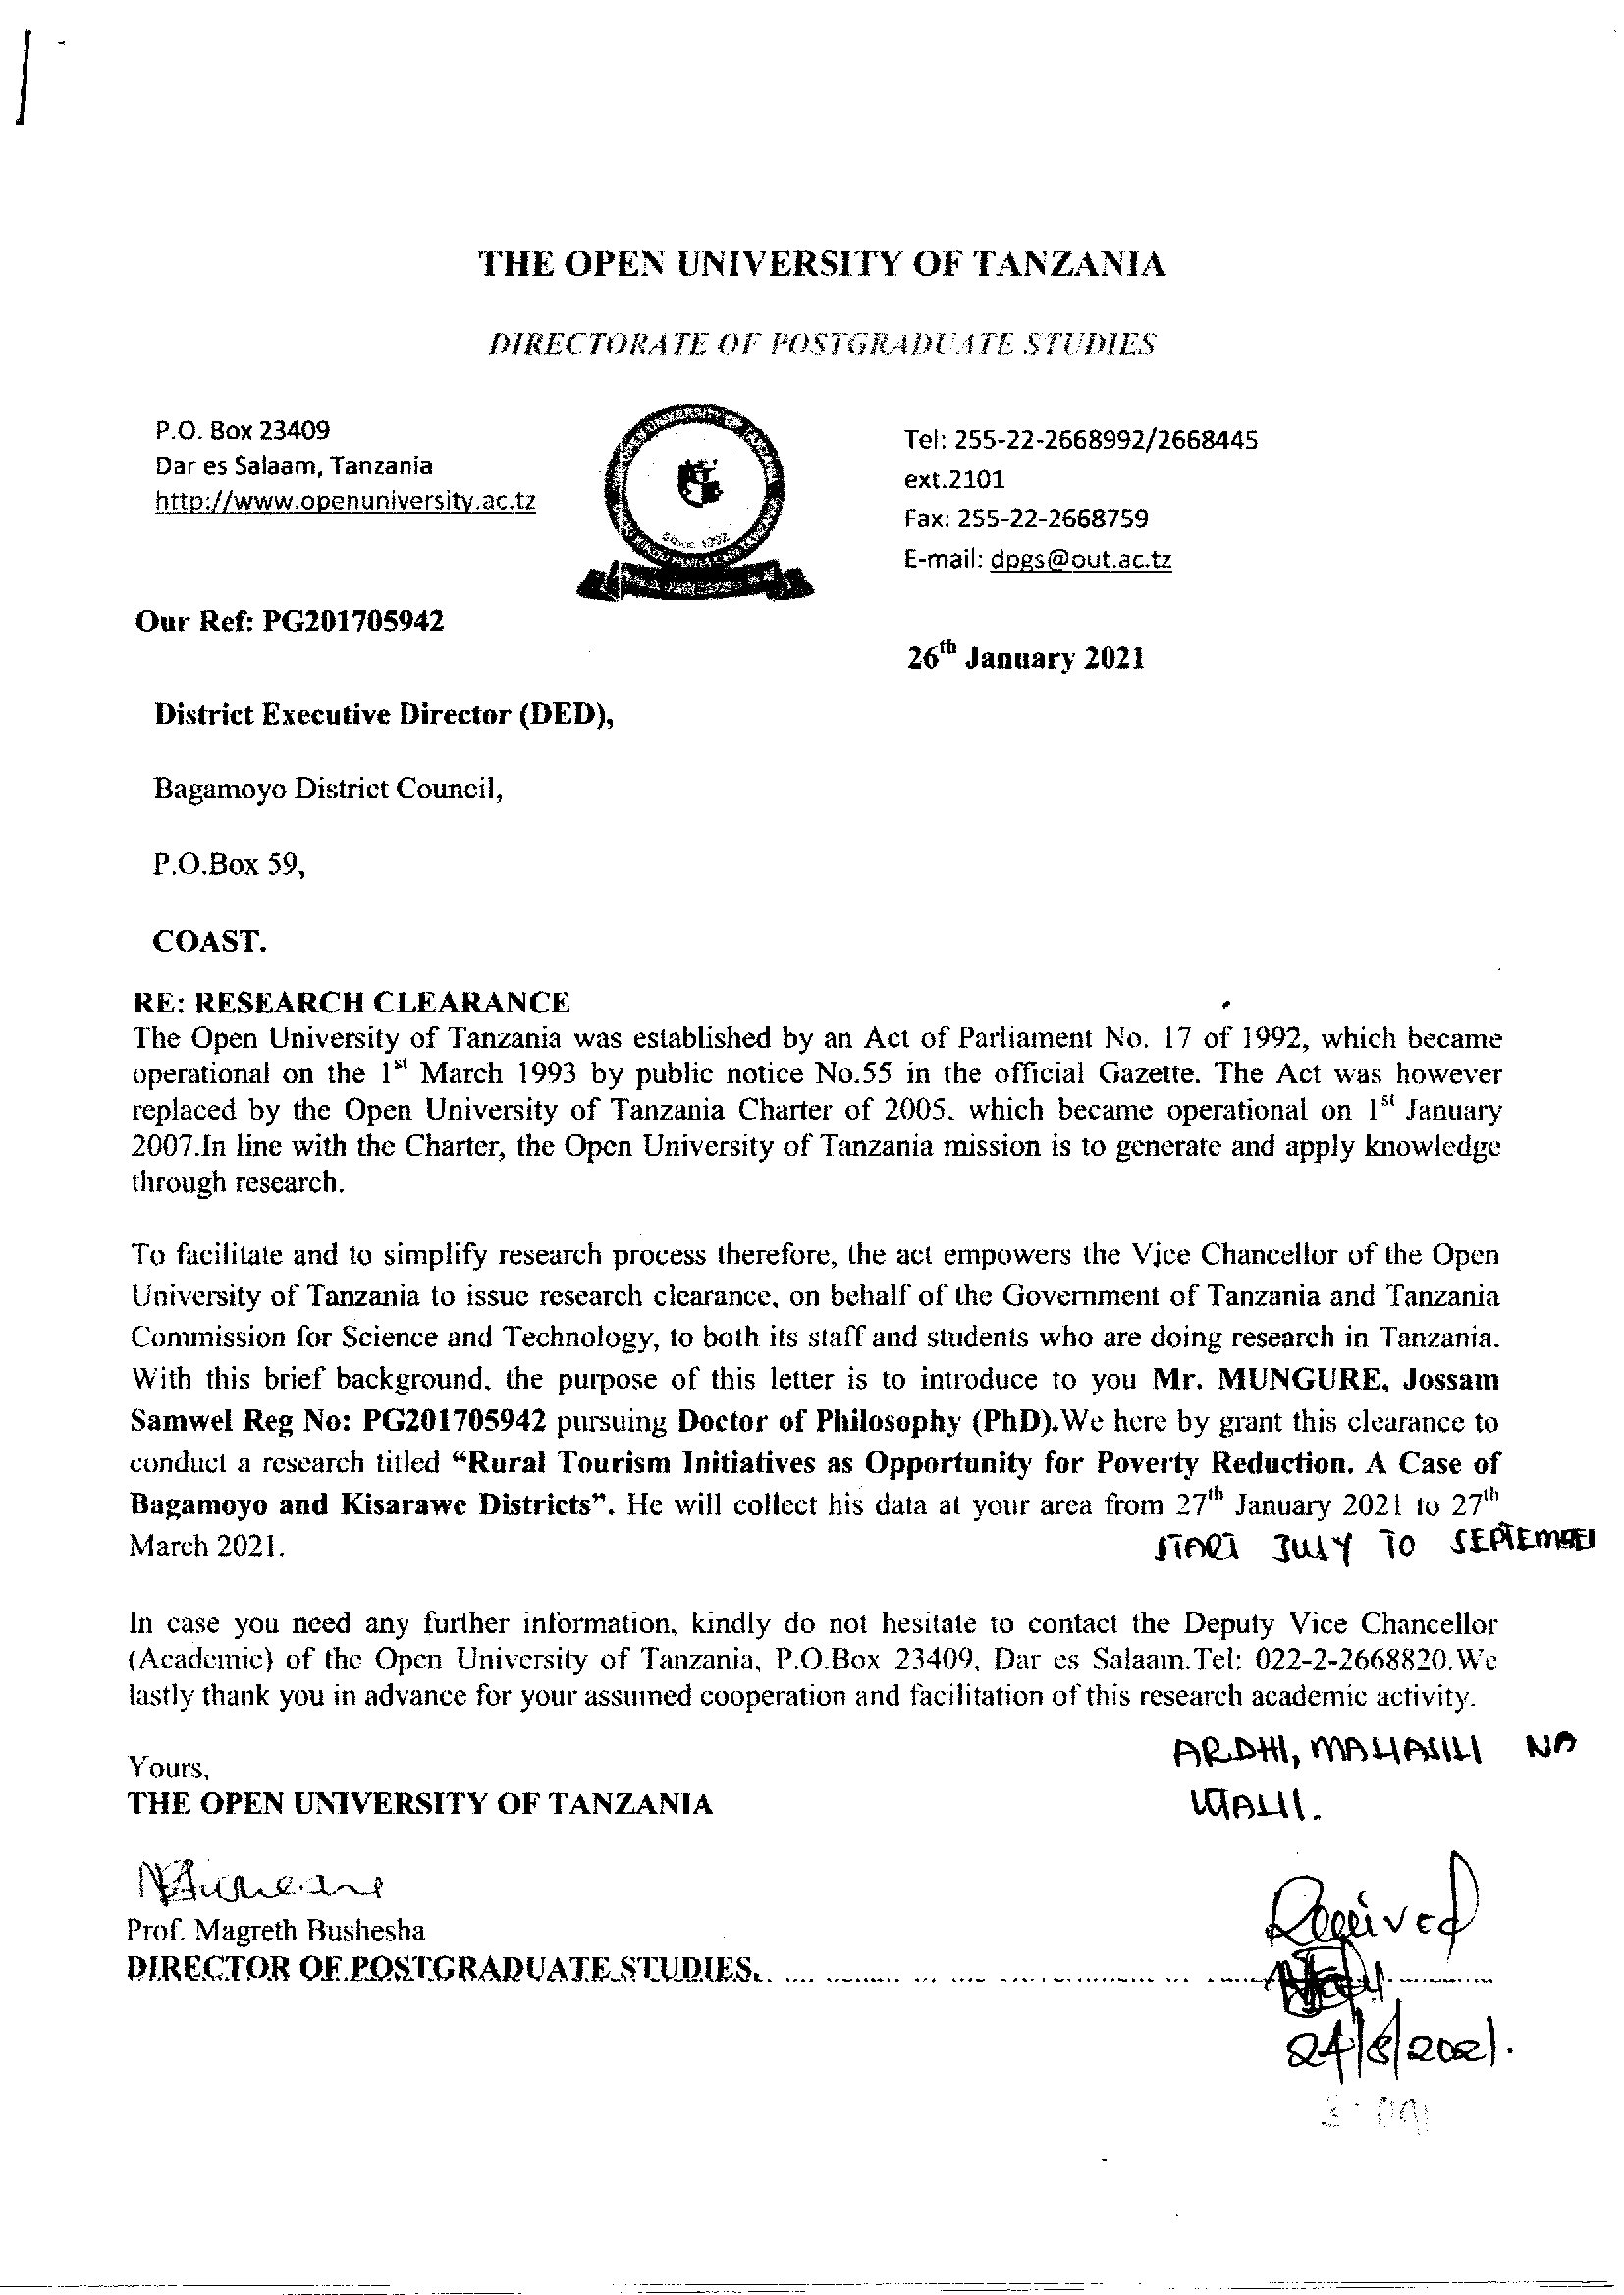 THE OPEN UNIVERSITY OF TANZANIA
DIRECTORATE OF POSTGRADUATE STUDIES
P.O. Box 23409
Dar es Salaam, Tanzania
http://www.openuniversity.ac.tz
Tel: 255-22-2668992/2668445
ext.2101
Fax: 255-22-2668759
E-mail: dpgs@out.ac.tz
Our Ref: PG201705942
26th January 2021
District Executive Director (DED),
Bagamoyo District Council,
P.O.Box 59,
COAST.
RE: RESEARCH CLEARANCE
The Open University of Tanzania was established by an Act of Parliament No. 17 of 1992, which became
operational on the 1st March 1993 by public notice No.55 in the official Gazette. The Act was however
replaced by the Open University of Tanzania Charter of 2005, which became operational on 1st January
2007.In line with the Charter, the Open University of Tanzania mission is to generate and apply knowledge
through research.
To facilitate and to simplify research process therefore, the act empowers the Vice Chancellor of the Open
University of Tanzania to issue research clearance, on behalf of the Government of Tanzania and Tanzania
Commission for Science and Technology, to both its staff and students who are doing research in Tanzania.
With this brief background, the purpose of this letter is to introduce to you Mr. MUNGURE, Jossam
Samwel Reg No: PG201705942 pursuing Doctor of Philosophy (PhD).We here by grant this clearance to
conduct a research titled “Rural Tourism Initiatives as Opportunity for Poverty Reduction. A Case of
Bagamoyo and Kisarawe Districts”. He will collect his data at your area from 27th January 2021 to 27th
March 2021.
START JULY TO SEPTEMBER
In case you need any further information, kindly do not hesitate to contact the Deputy Vice Chancellor
(Academic) of the Open University of Tanzania, P.O.Box 23409, Dar es Salaam.Tel: 022-2-2668820.We
lastly thank you in advance for your assumed cooperation and facilitation of this research academic activity.
ARDHI, MALIASILI NA
UTALII.
Yours,
THE OPEN UNIVERSITY OF TANZANIA
Prof. Magreth Bushesha
Received
DIRECTOR OF POSTGRADUATE STUDIES.
24/8/2021.